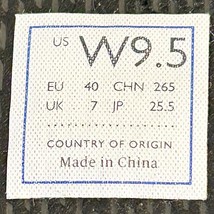 US W9.5
EU 40 CHN 265
UK 7 JP 25.5
COUNTRY OF ORIGIN
Made in China